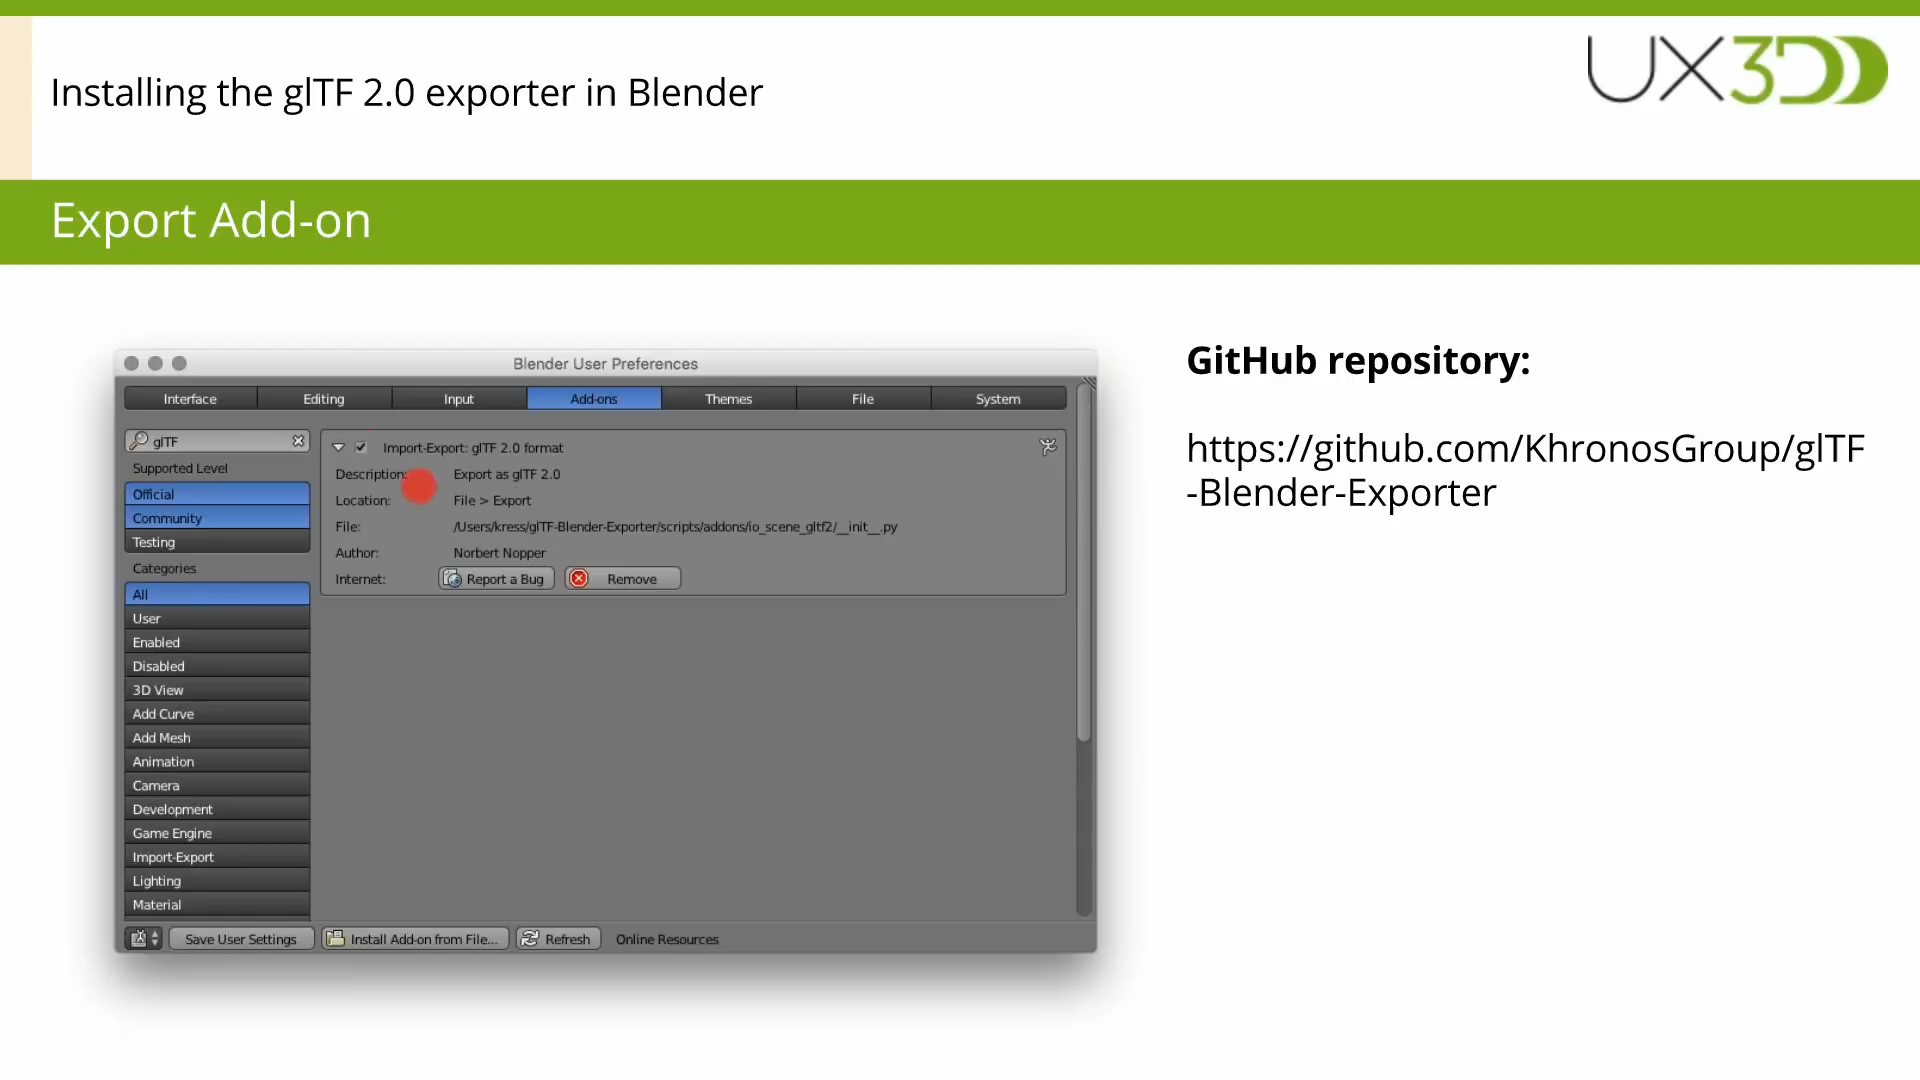 UX3D
Installing the glTF 2.0 exporter in Blender
Export Add-on
Blender User Preferences
Interface Editing Input Add-ons Themes File System
glTF
Supported Level
Official
Community
Testing
Categories
All
User
Enabled
Disabled
3D View
Add Curve
Add Mesh
Animation
Camera
Development
Game Engine
Import-Export
Lighting
Material
Import-Export: glTF 2.0 format
Description: Export as glTF 2.0
Location: File > Export
File: /Users/kress/glTF-Blender-Exporter/scripts/addons/io_scene_gltf2/__init__.py
Author: Norbert Nopper
Internet: Report a Bug Remove
Save User Settings Install Add-on from File... Refresh Online Resources
GitHub repository:
https://github.com/KhronosGroup/glTF
-Blender-Exporter